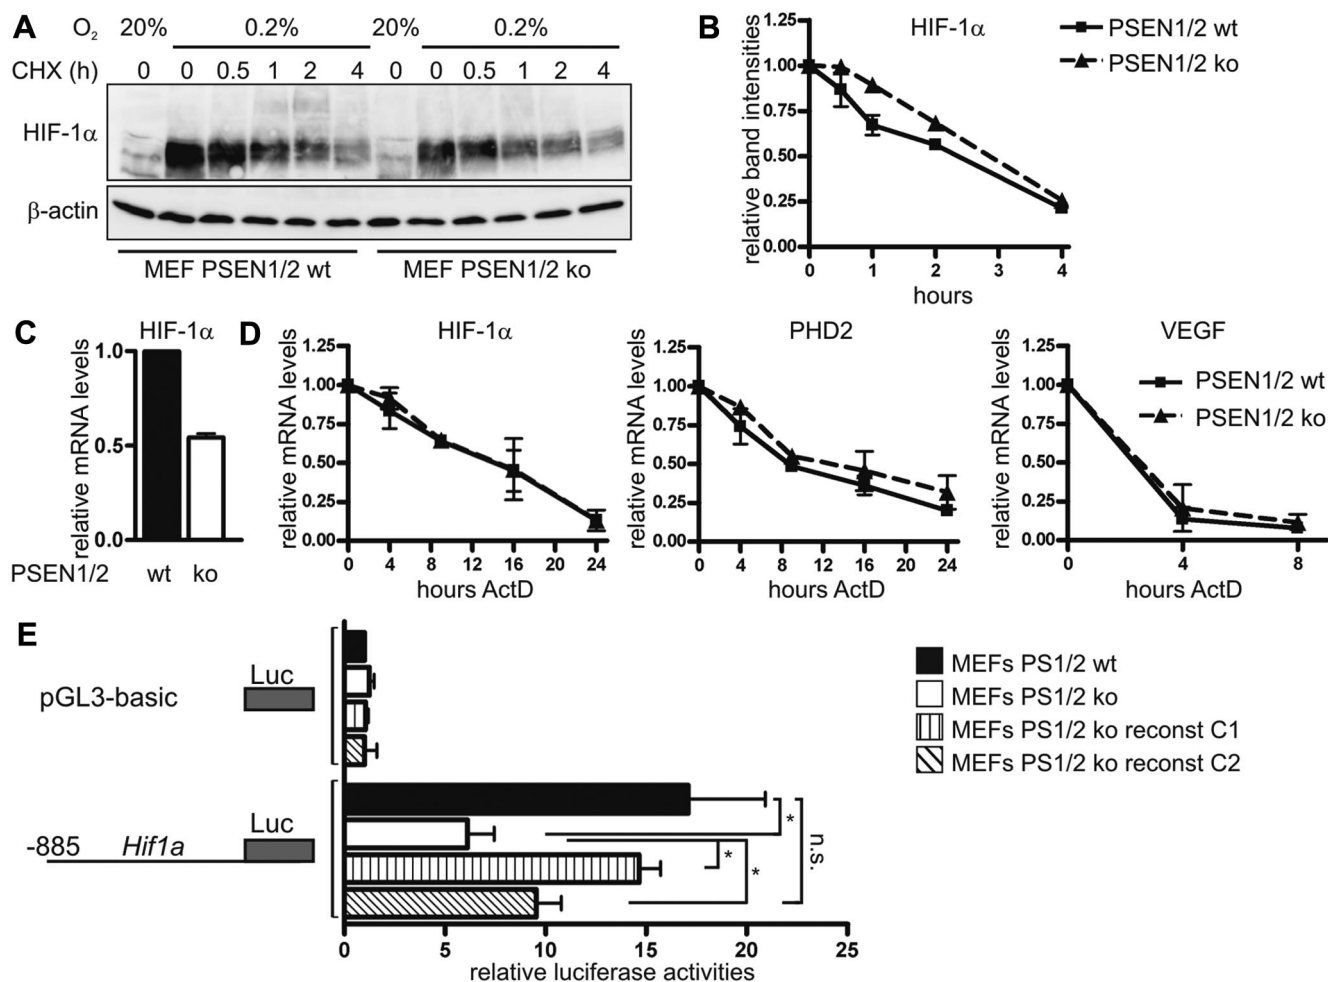 A
O2 20% 0.2% 20% 0.2%
CHX (h) 0 0 0.5 1 2 4 0 0 0.5 1 2 4
HIF-1α
β-actin
MEF PSEN1/2 wt MEF PSEN1/2 ko
B
HIF-1α
PSEN1/2 wt
PSEN1/2 ko
relative band intensities
1.25
1.00
0.75
0.50
0.25
0.00
0 1 2 3 4
hours
C
HIF-1α
relative mRNA levels
1.0
0.5
0.0
PSEN1/2 wt ko
D
HIF-1α
relative mRNA levels
1.25
1.00
0.75
0.50
0.25
0.00
0 4 8 12 16 20 24
hours ActD
PHD2
relative mRNA levels
1.25
1.00
0.75
0.50
0.25
0.00
0 4 8 12 16 20 24
hours ActD
VEGF
PSEN1/2 wt
PSEN1/2 ko
relative mRNA levels
1.25
1.00
0.75
0.50
0.25
0.00
0 4 8
hours ActD
E
Luc
pGL3-basic
Luc
-885 Hif1a
*
*
*
n.s.
0 5 10 15 20 25
relative luciferase activities
MEFs PS1/2 wt
MEFs PS1/2 ko
MEFs PS1/2 ko reconst C1
MEFs PS1/2 ko reconst C2